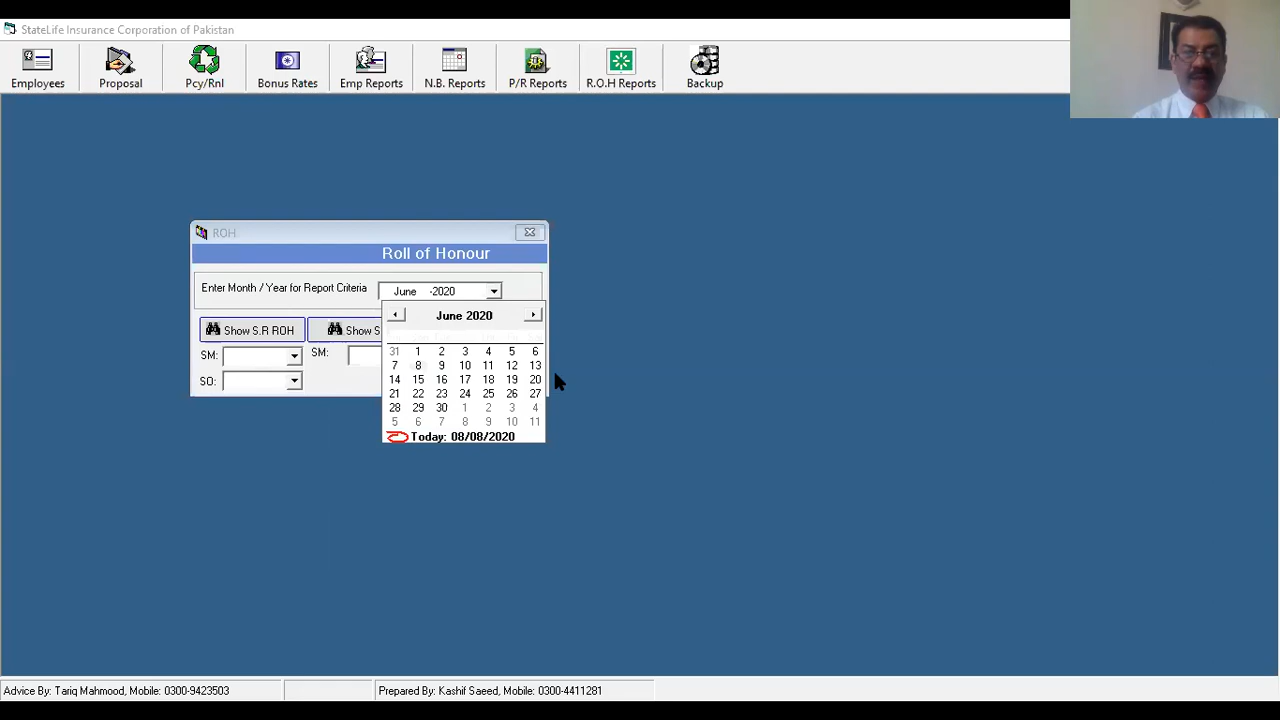 StateLife Insurance Corporation of Pakistan
Employees Proposal Pcy/Rnl Bonus Rates Emp Reports N.B. Reports P/R Reports R.O.H Reports Backup
ROH
Roll of Honour
Enter Month / Year for Report Criteria June -2020
June 2020
Show S.R ROH Show S
31 1 2 3 4 5 6
SM: SM:
7 8 9 10 11 12 13
SO: 14 15 16 17 18 19 20
21 22 23 24 25 26 27
28 29 30 1 2 3 4
5 6 7 8 9 10 11
Today: 08/08/2020
Advice By: Tariq Mahmood, Mobile: 0300-9423503 Prepared By: Kashif Saeed, Mobile: 0300-4411281